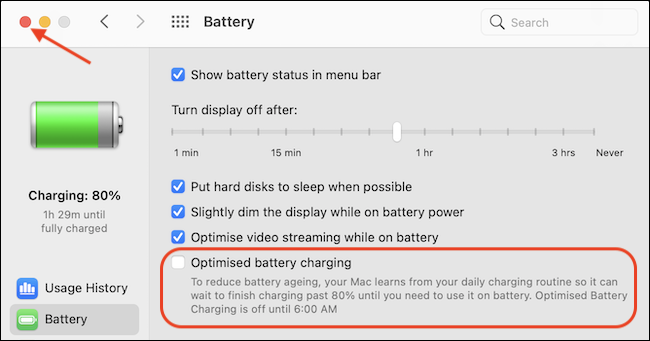 Battery
Search
Show battery status in menu bar
Turn display off after:
1 min 15 min 1 hr 3 hrs Never
Charging: 80%
1h 29m until
fully charged
Put hard disks to sleep when possible
Slightly dim the display while on battery power
Optimise video streaming while on battery
Optimised battery charging
To reduce battery ageing, your Mac learns from your daily charging routine so it can
wait to finish charging past 80% until you need to use it on battery. Optimised Battery
Charging is off until 6:00 AM
Usage History
Battery